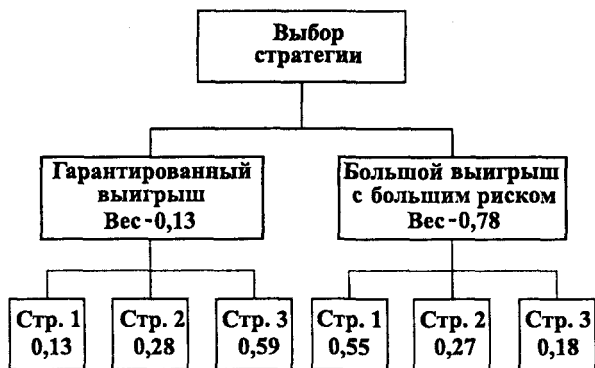 Выбор
стратегии
Гарантированный
выигрыш
Вес-0,13
Большой выигрыш
с большим риском
Вес-0,78
Стр. 1
0,13
Стр. 2
0,28
Стр. 3
0,59
Стр. 1
0,55
Стр. 2
0,27
Стр. 3
0,18